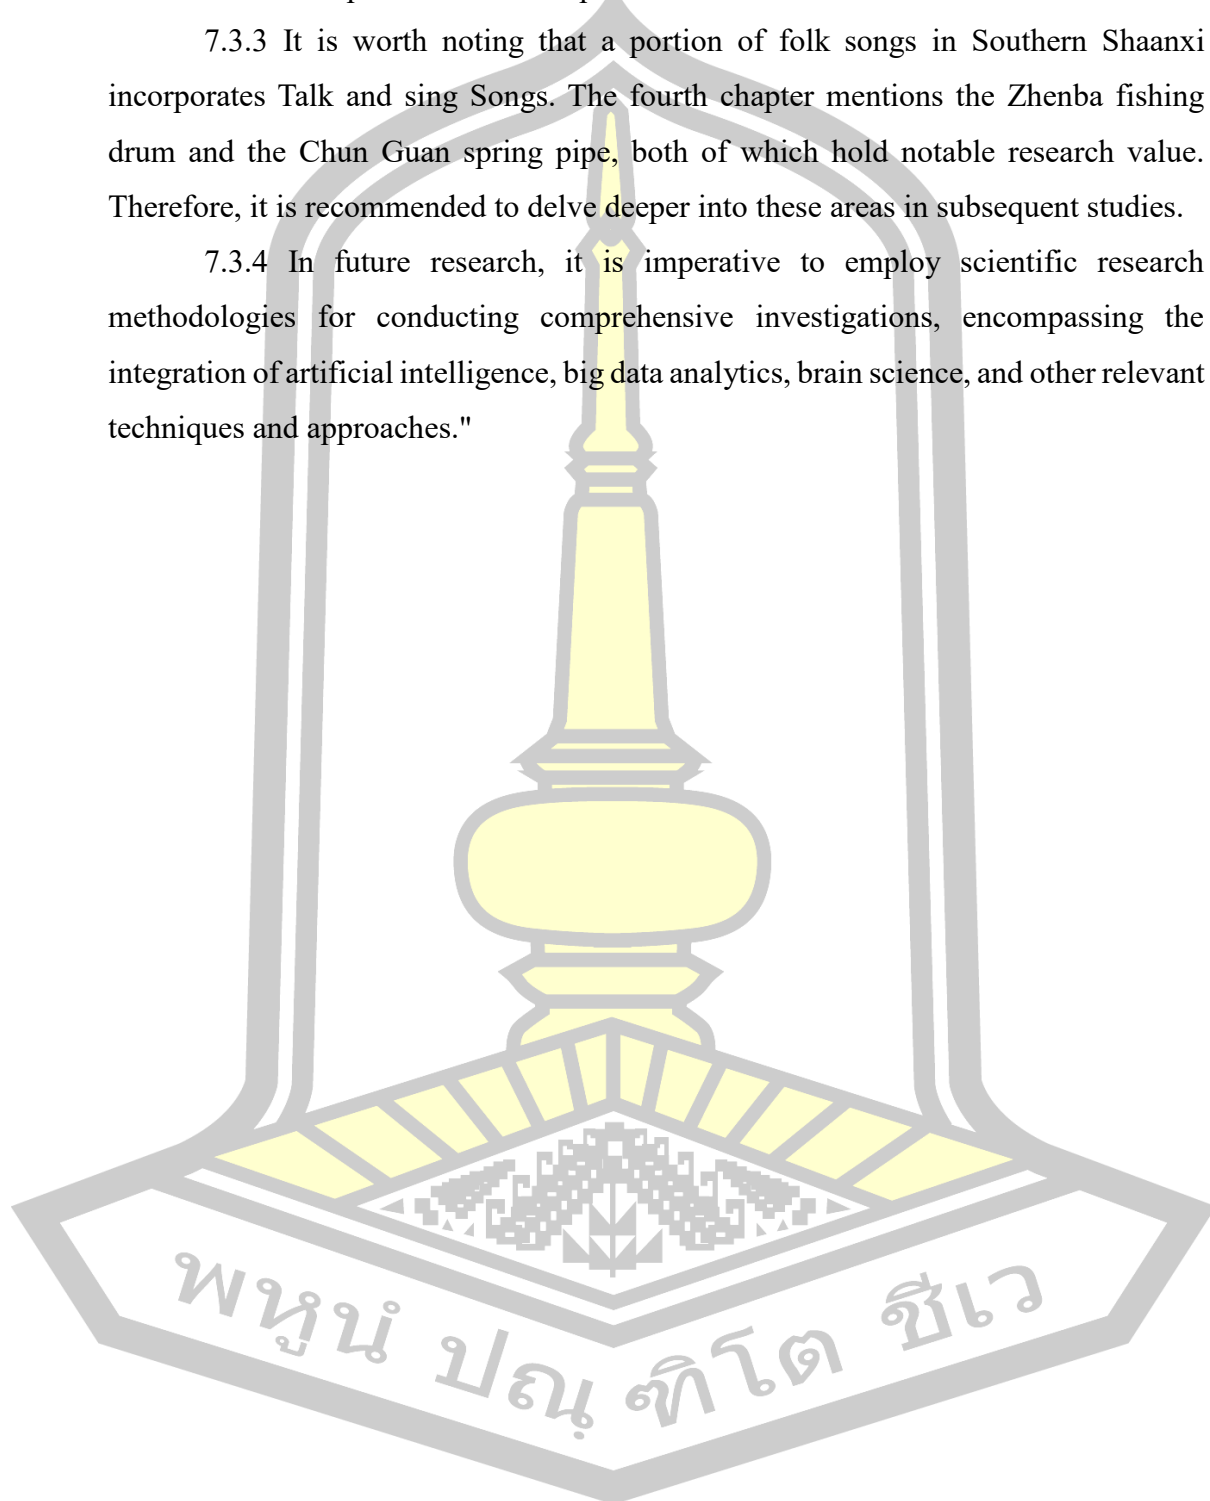 7.3.3 It is worth noting that a portion of folk songs in Southern Shaanxi
incorporates Talk and sing Songs. The fourth chapter mentions the Zhenba fishing
drum and the Chun Guan spring pipe, both of which hold notable research value.
Therefore, it is recommended to delve deeper into these areas in subsequent studies.
7.3.4 In future research, it is imperative to employ scientific research
methodologies for conducting comprehensive investigations, encompassing the
integration of artificial intelligence, big data analytics, brain science, and other relevant
techniques and approaches."
พหูนํ ปณฺฑิโต ชีเว